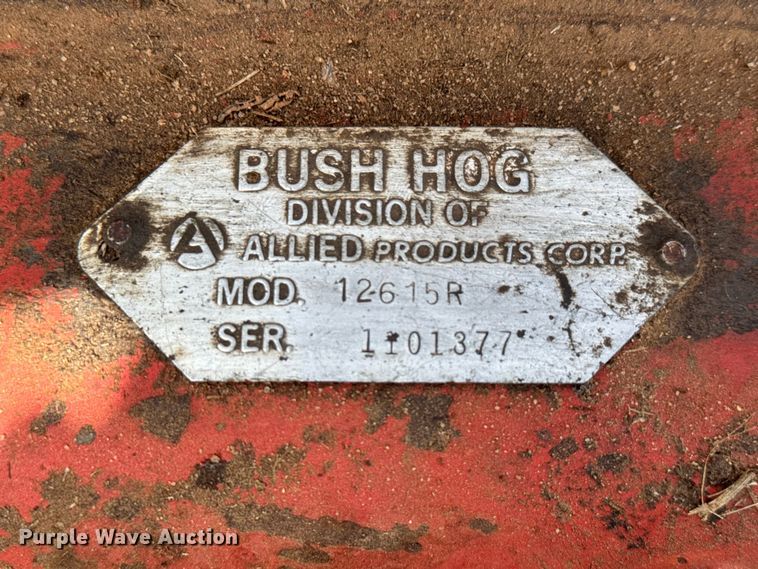 BUSH HOG
DIVISION OF
A ALLIED PRODUCTS CORP.
MOD. 12615R
SER. 1101377
Purple Wave Auction